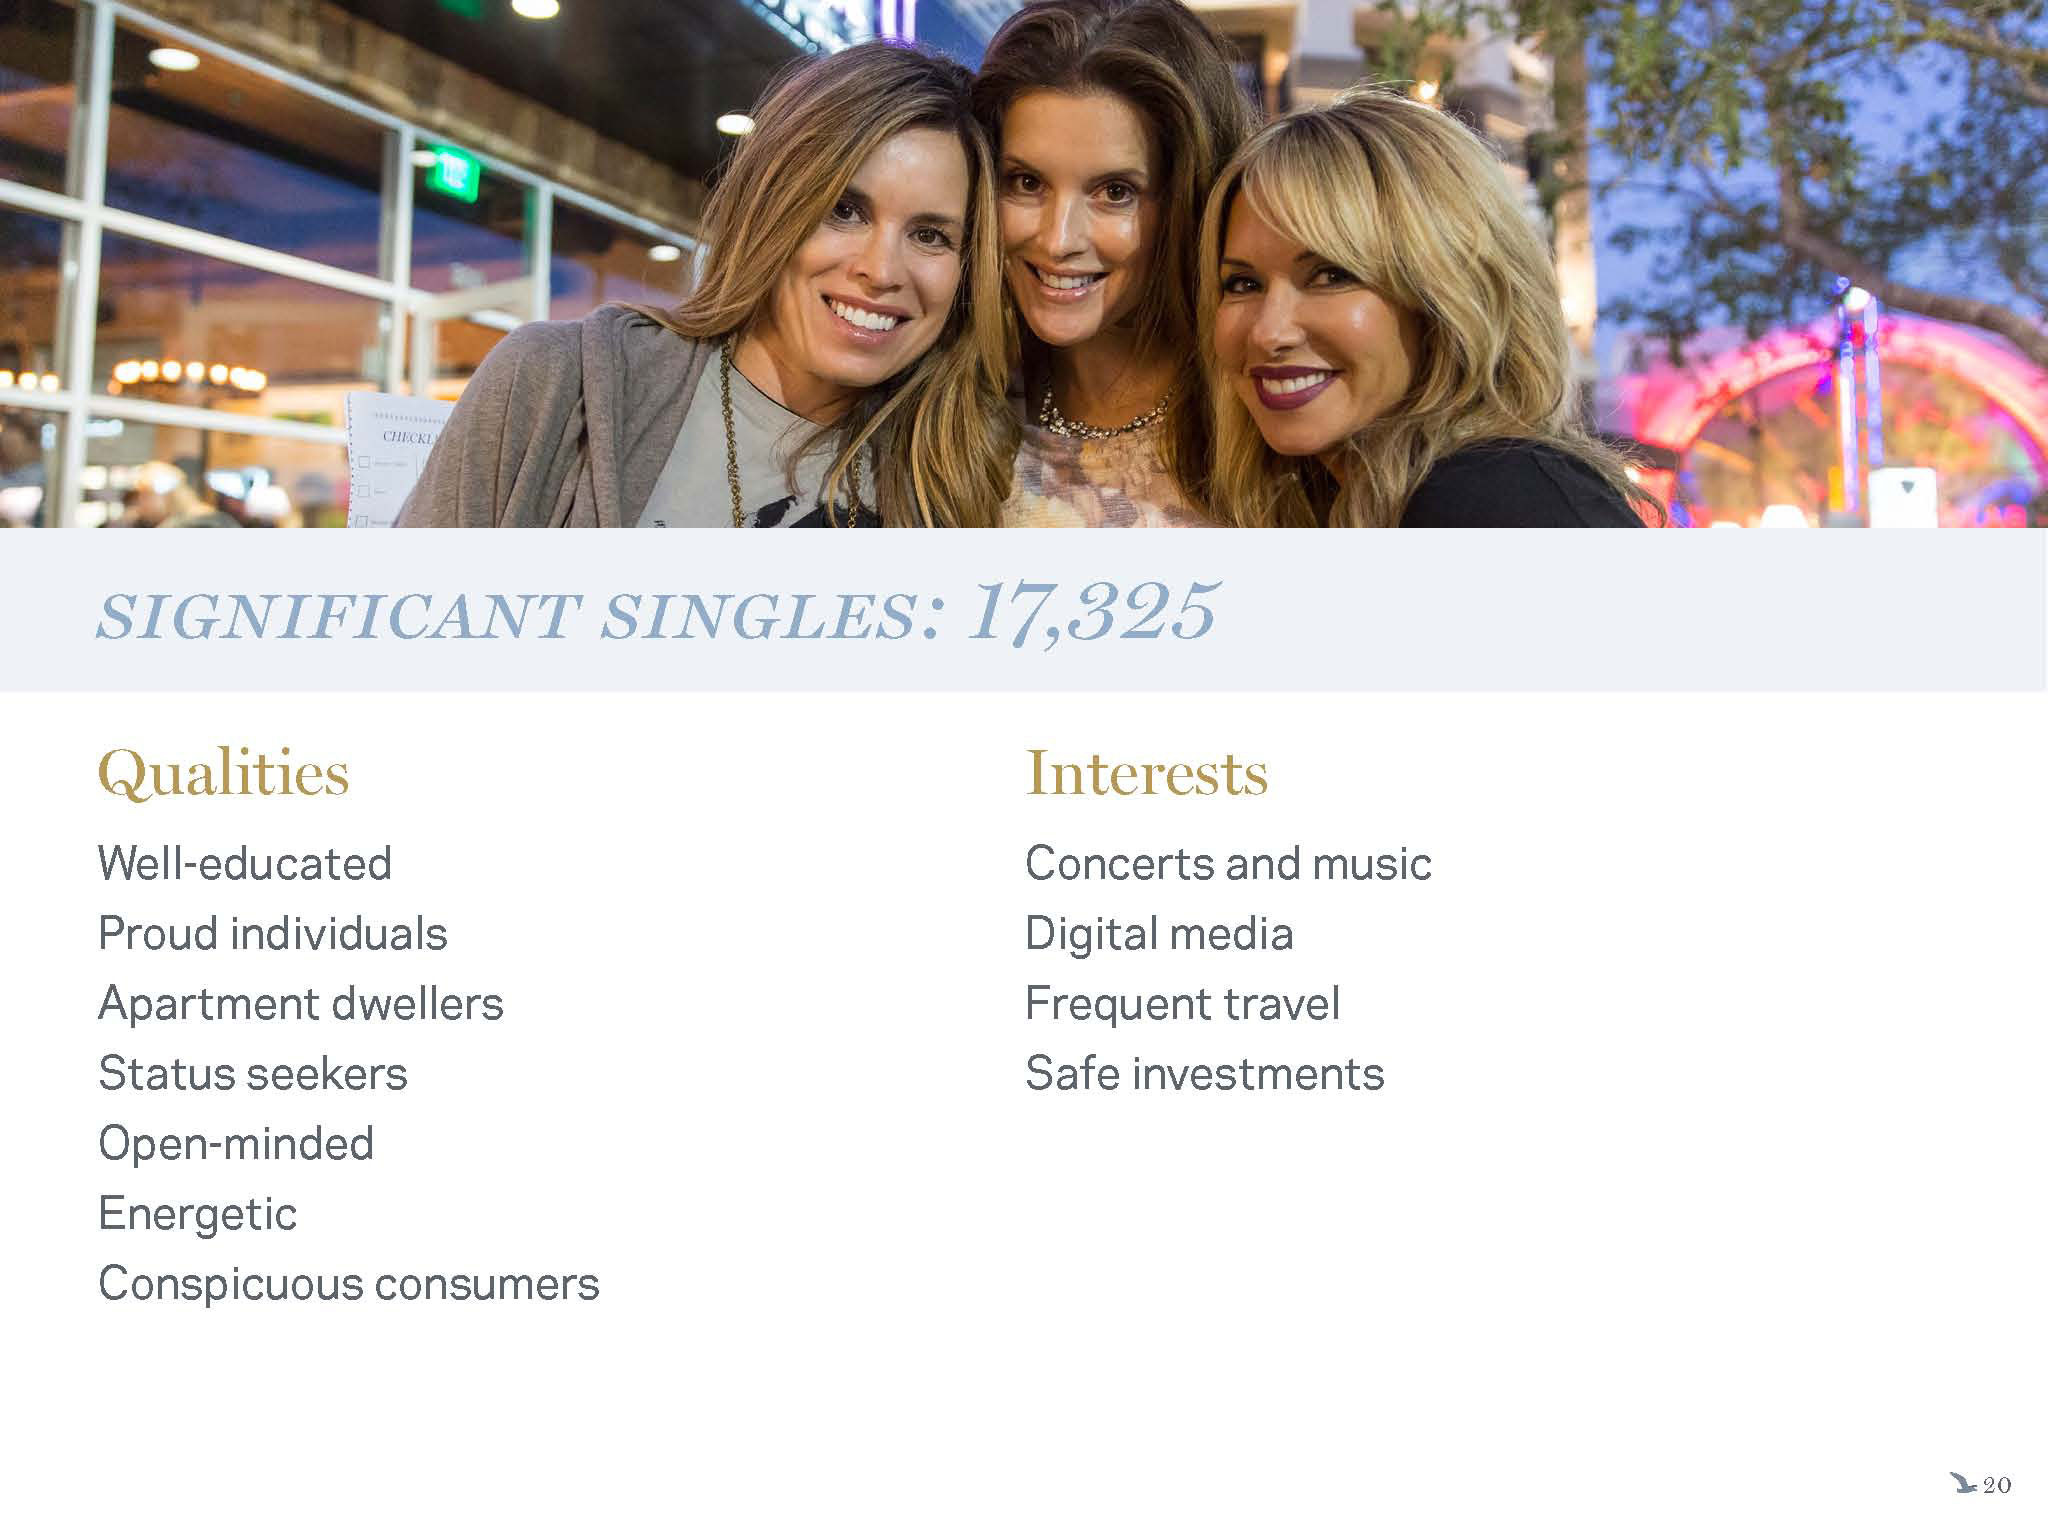 CHECKL
SIGNIFICANT SINGLES: 17,325
Qualities
Well-educated
Proud individuals
Apartment dwellers
Status seekers
Open-minded
Energetic
Conspicuous consumers
Interests
Concerts and music
Digital media
Frequent travel
Safe investments
20